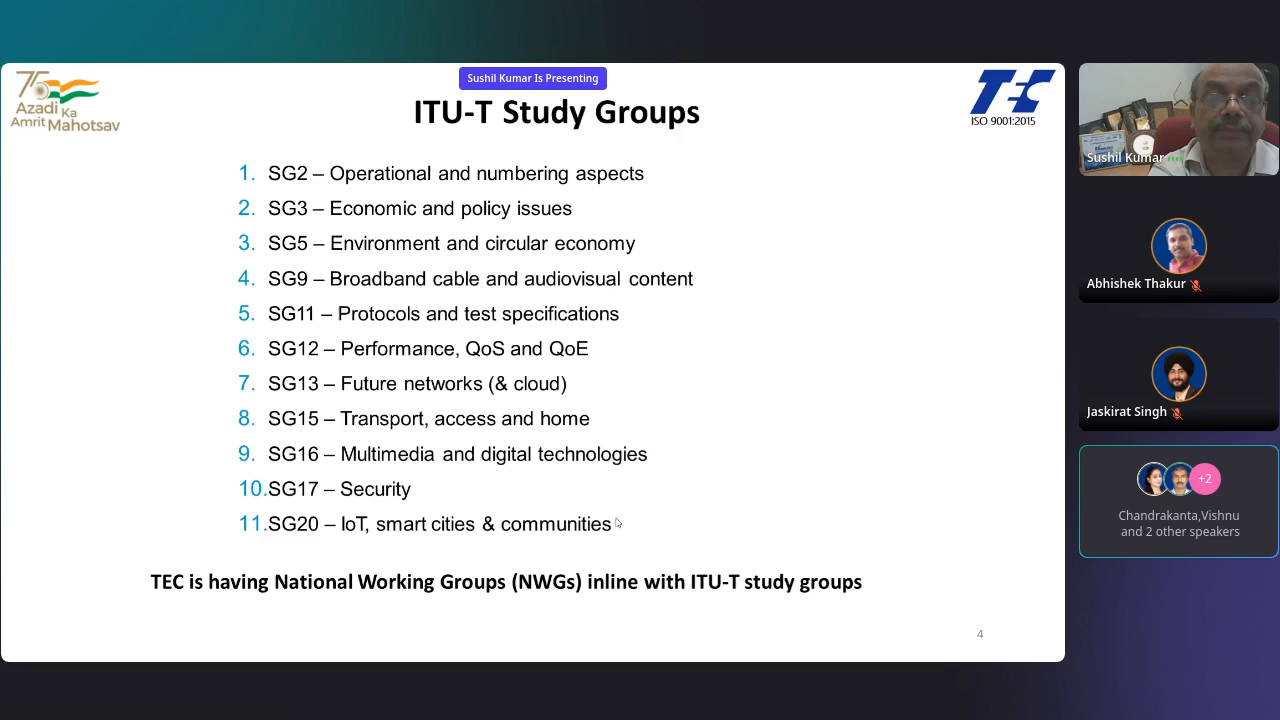 Sushil Kumar Is Presenting
75
Azadi Ka
Amrit Mahotsav
ITU-T Study Groups
TEC
ISO 9001:2015
1. SG2 – Operational and numbering aspects
2. SG3 – Economic and policy issues
3. SG5 – Environment and circular economy
4. SG9 – Broadband cable and audiovisual content
5. SG11 – Protocols and test specifications
6. SG12 – Performance, QoS and QoE
7. SG13 – Future networks (& cloud)
8. SG15 – Transport, access and home
9. SG16 – Multimedia and digital technologies
10. SG17 – Security
11. SG20 – IoT, smart cities & communities
TEC is having National Working Groups (NWGs) inline with ITU-T study groups
4
Sushil Kumar
Abhishek Thakur
Jaskirat Singh
+2
Chandrakanta,Vishnu
and 2 other speakers